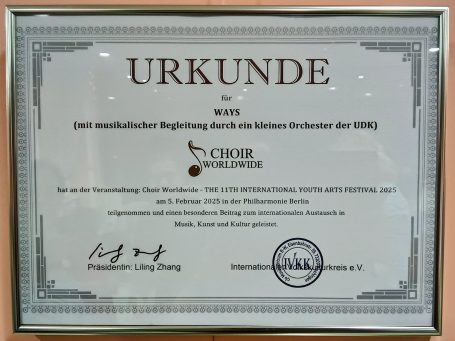 URKUNDE
für
WAYS
(mit musikalischer Begleitung durch ein kleines Orchester der UDK)
CHOIR
WORLDWIDE
hat an der Veranstaltung: Choir Worldwide - THE 11TH INTERNATIONAL YOUTH ARTS FESTIVAL 2025
am 5. Februar 2025 in der Philharmonie Berlin
teilgenommen und einen besonderen Beitrag zum internationalen Austausch in
Musik, Kunst und Kultur geleistet.
Präsidentin: Liling Zhang
Internationaler e.V.
IVKK